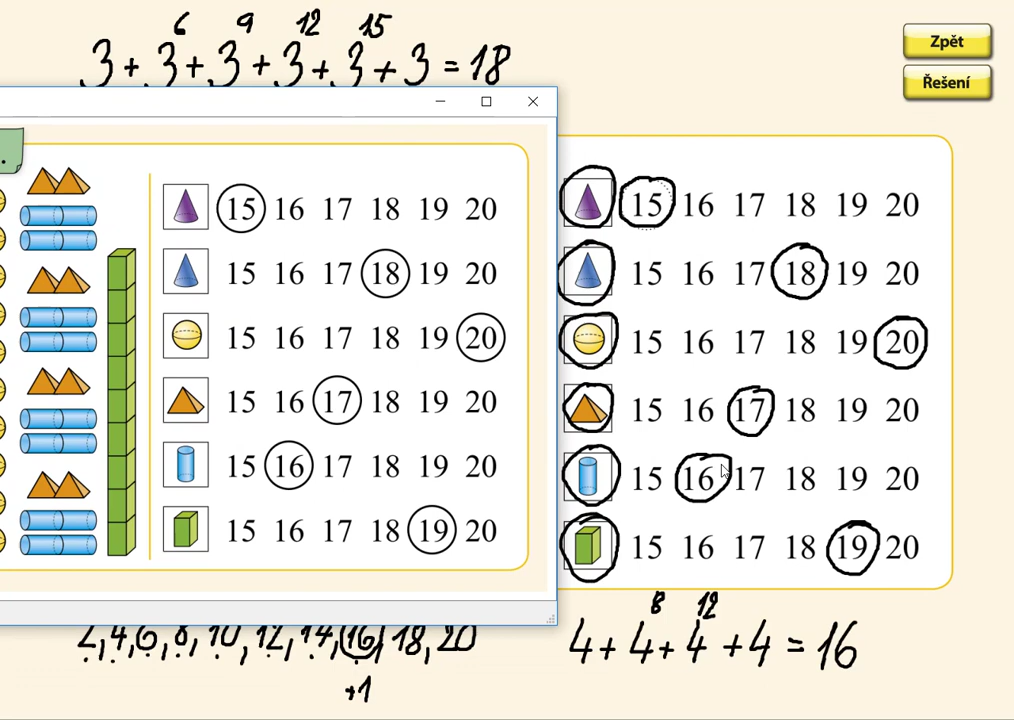 6 9 12 15
3 + 3 + 3 + 3 + 3 + 3 = 18
Zpět
Řešení
15 16 17 18 19 20
15 16 17 18 19 20
15 16 17 18 19 20
15 16 17 18 19 20
15 16 17 18 19 20
15 16 17 18 19 20
15 16 17 18 19 20
15 16 17 18 19 20
15 16 17 18 19 20
15 16 17 18 19 20
15 16 17 18 19 20
15 16 17 18 19 20
2, 4, 6, 8, 10, 12, 14, 16, 18, 20
+1
8 12
4 + 4 + 4 + 4 = 16